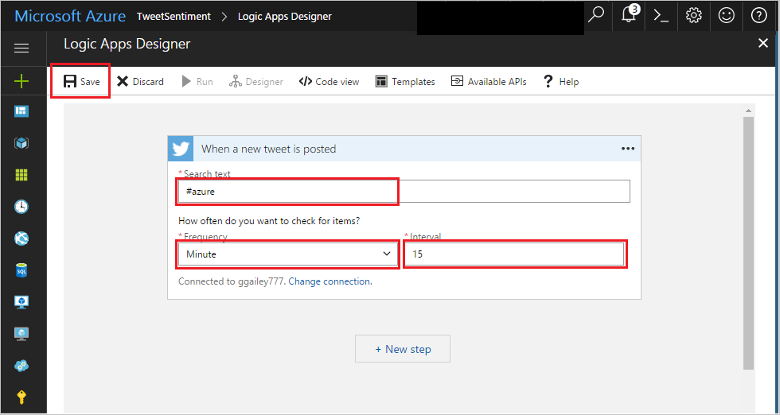 Microsoft Azure TweetSentiment > Logic Apps Designer 3
Logic Apps Designer
Save Discard Run Designer </> Code view Templates Available APIs ? Help
When a new tweet is posted
* Search text
#azure
How often do you want to check for items?
* Frequency * Interval
Minute 15
Connected to ggailey777. Change connection.
+ New step
SQL